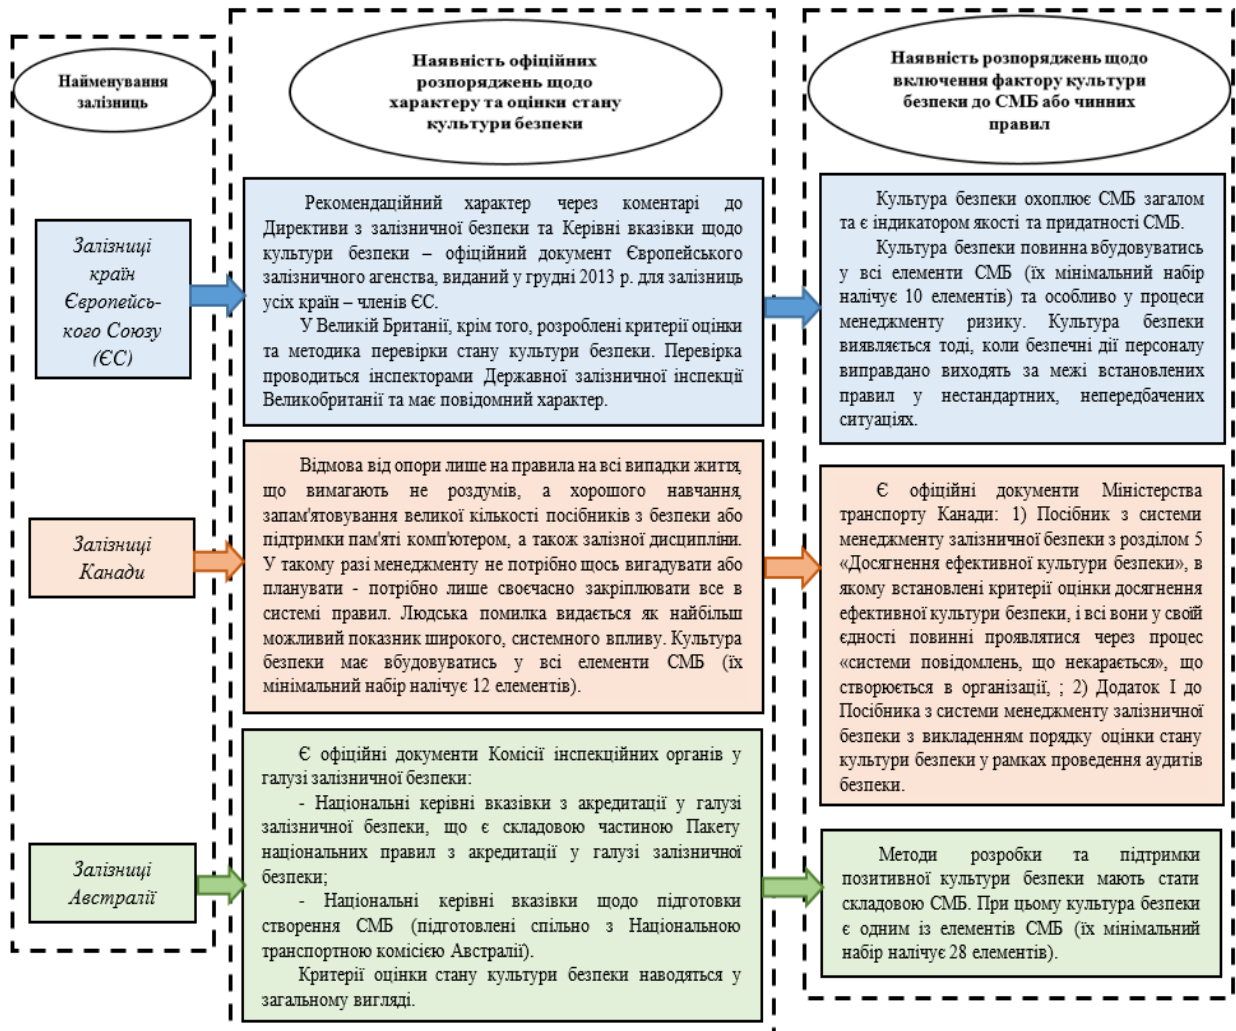 Найменування
залізниць
Наявність офіційних
розпоряджень щодо
характеру та оцінки стану
культури безпеки
Наявність розпоряджень щодо
включення фактору культури
безпеки до СМБ або чинних
правил
Залізниці
країн
Європейсь-
кого Союзу
(ЄС)
Рекомендаційний характер через коментарі до
Директиви з залізничної безпеки та Керівні вказівки щодо
культури безпеки – офіційний документ Європейського
залізничного агенства, виданий у грудні 2013 р. для залізниць
усіх країн – членів ЄС.
У Великій Британії, крім того, розроблені критерії оцінки
та методика перевірки стану культури безпеки. Перевірка
проводиться інспекторами Державної залізничної інспекції
Великобританії та має повідомний характер.
Культура безпеки охоплює СМБ загалом
та є індикатором якості та придатності СМБ.
Культура безпеки повинна вбудовуватись
у всі елементи СМБ (їх мінімальний набір
налічує 10 елементів) та особливо у процеси
менеджменту ризику. Культура безпеки
виявляється тоді, коли безпечні дії персоналу
виправдано виходять за межі встановлених
правил у нестандартних, непередбачених
ситуаціях.
Залізниці
Канади
Відмова від опори лише на правила на всі випадки життя,
що вимагають не роздумів, а хорошого навчання,
запам'ятовування великої кількості посібників з безпеки або
підтримки пам'яті комп'ютером, а також залізної дисципліни.
У такому разі менеджменту не потрібно щось вигадувати або
планувати - потрібно лише своєчасно закріплювати все в
системі правил. Людська помилка видається як найбільш
можливий показник широкого, системного впливу. Культура
безпеки має вбудовуватись у всі елементи СМБ (їх
мінімальний набір налічує 12 елементів).
Є офіційні документи Міністерства
транспорту Канади: 1) Посібник з системи
менеджменту залізничної безпеки з розділом 5
«Досягнення ефективної культури безпеки», в
якому встановлені критерії оцінки досягнення
ефективної культури безпеки, і всі вони у своїй
єдності повинні проявлятися через процес
«системи повідомлень, що некарається», що
створюється в організації, ; 2) Додаток I до
Посібника з системи менеджменту залізничної
безпеки з викладенням порядку оцінки стану
культури безпеки у рамках проведення аудитів
безпеки.
Залізниці
Австралії
Є офіційні документи Комісії інспекційних органів у
галузі залізничної безпеки:
- Національні керівні вказівки з акредитації у галузі
залізничної безпеки, що є складовою частиною Пакету
національних правил з акредитації у галузі залізничної
безпеки;
- Національні керівні вказівки щодо підготовки
створення СМБ (підготовлені спільно з Національною
транспортною комісією Австралії).
Критерії оцінки стану культури безпеки наводяться у
загальному вигляді.
Методи розробки та підтримки
позитивної культури безпеки мають стати
складовою СМБ. При цьому культура безпеки
є одним із елементів СМБ (їх мінімальний
набір налічує 28 елементів).